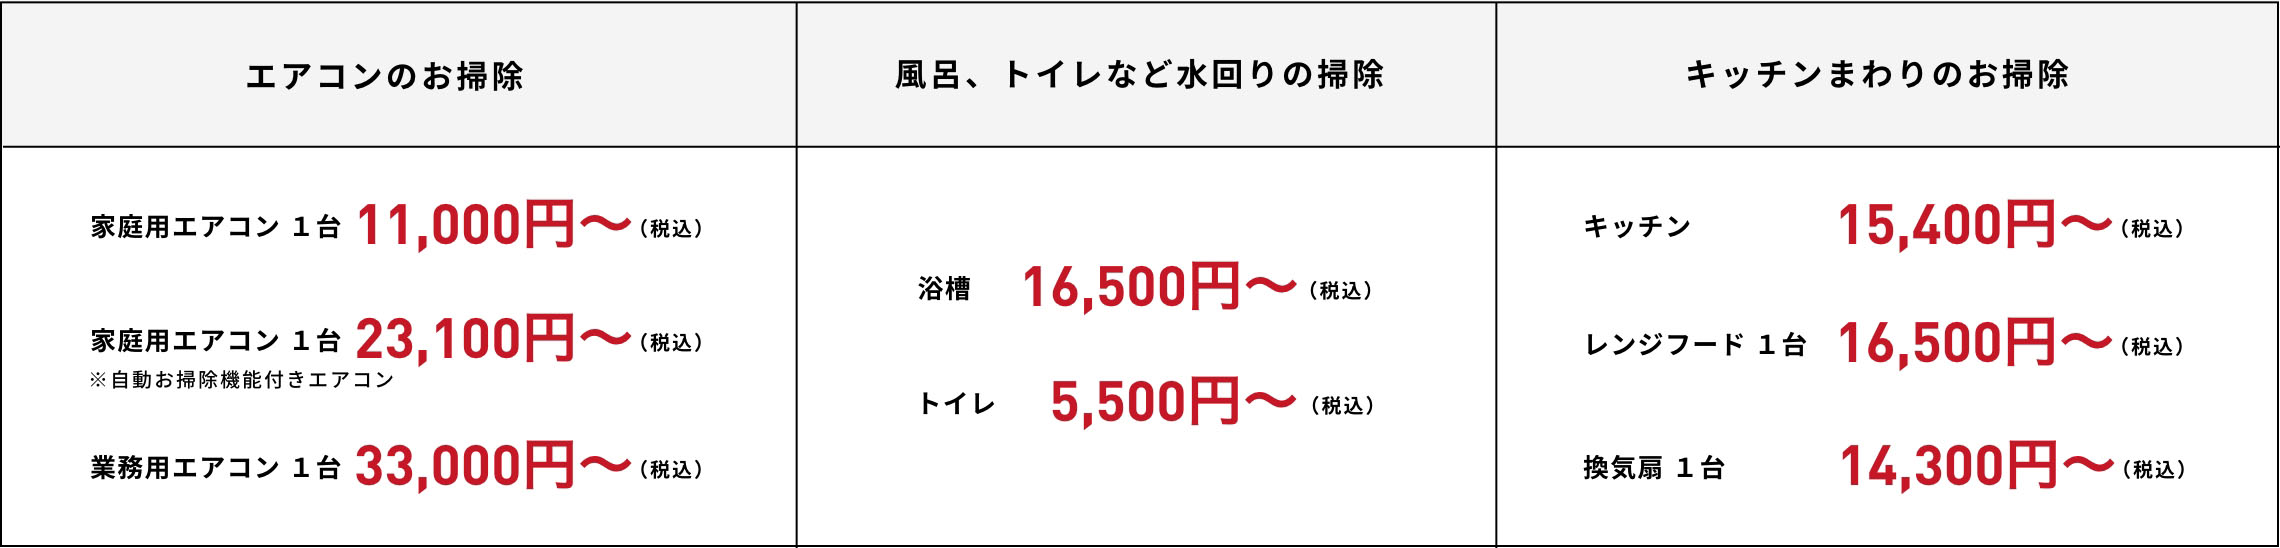 エアコンのお掃除
家庭用エアコン 1台 11,000円〜（税込）
家庭用エアコン 1台 23,100円〜（税込）
※自動お掃除機能付きエアコン
業務用エアコン 1台 33,000円〜（税込）
風呂、トイレなど水回りの掃除
浴槽 16,500円〜（税込）
トイレ 5,500円〜（税込）
キッチンまわりのお掃除
キッチン 15,400円〜（税込）
レンジフード 1台 16,500円〜（税込）
換気扇 1台 14,300円〜（税込）